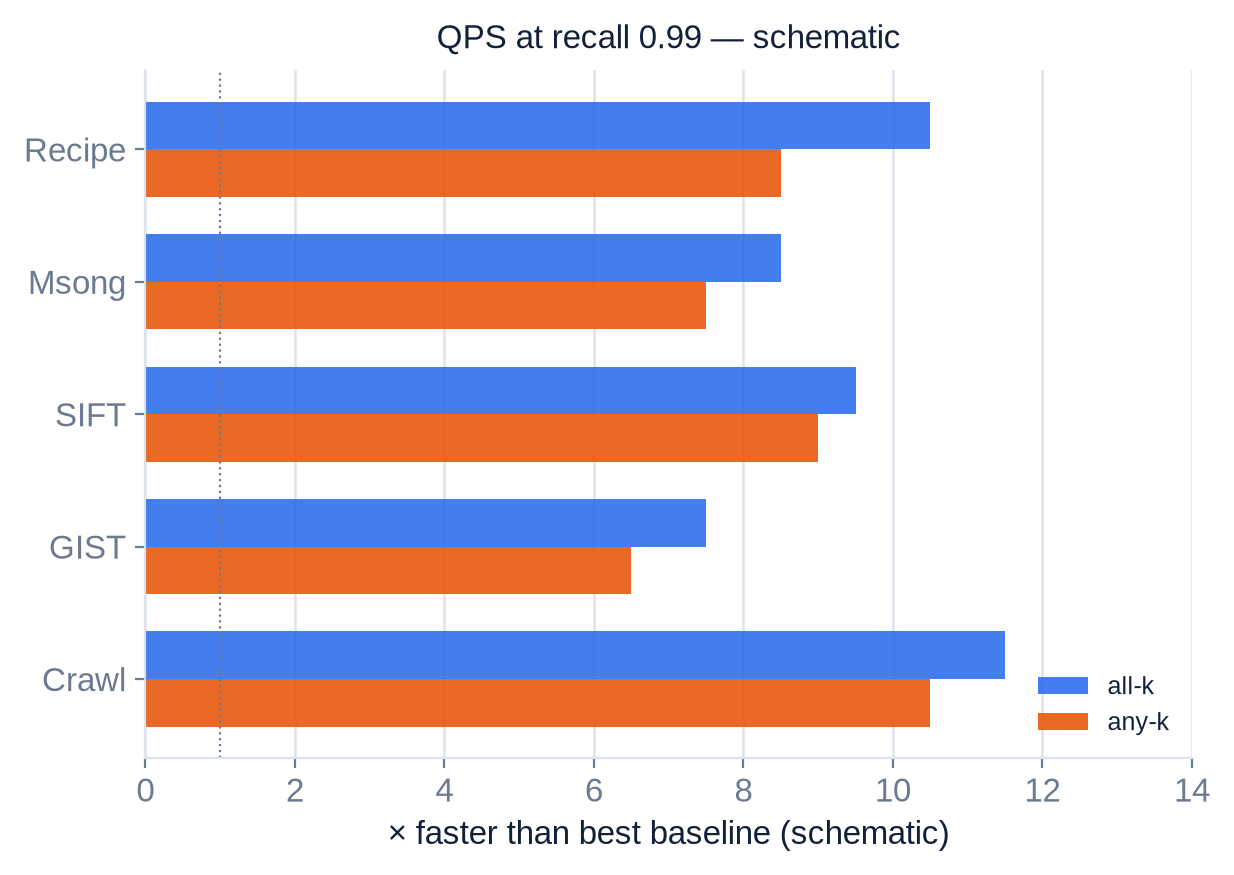 QPS at recall 0.99 — schematic
Recipe
Msong
SIFT
GIST
Crawl
all-k
any-k
0 2 4 6 8 10 12 14
× faster than best baseline (schematic)